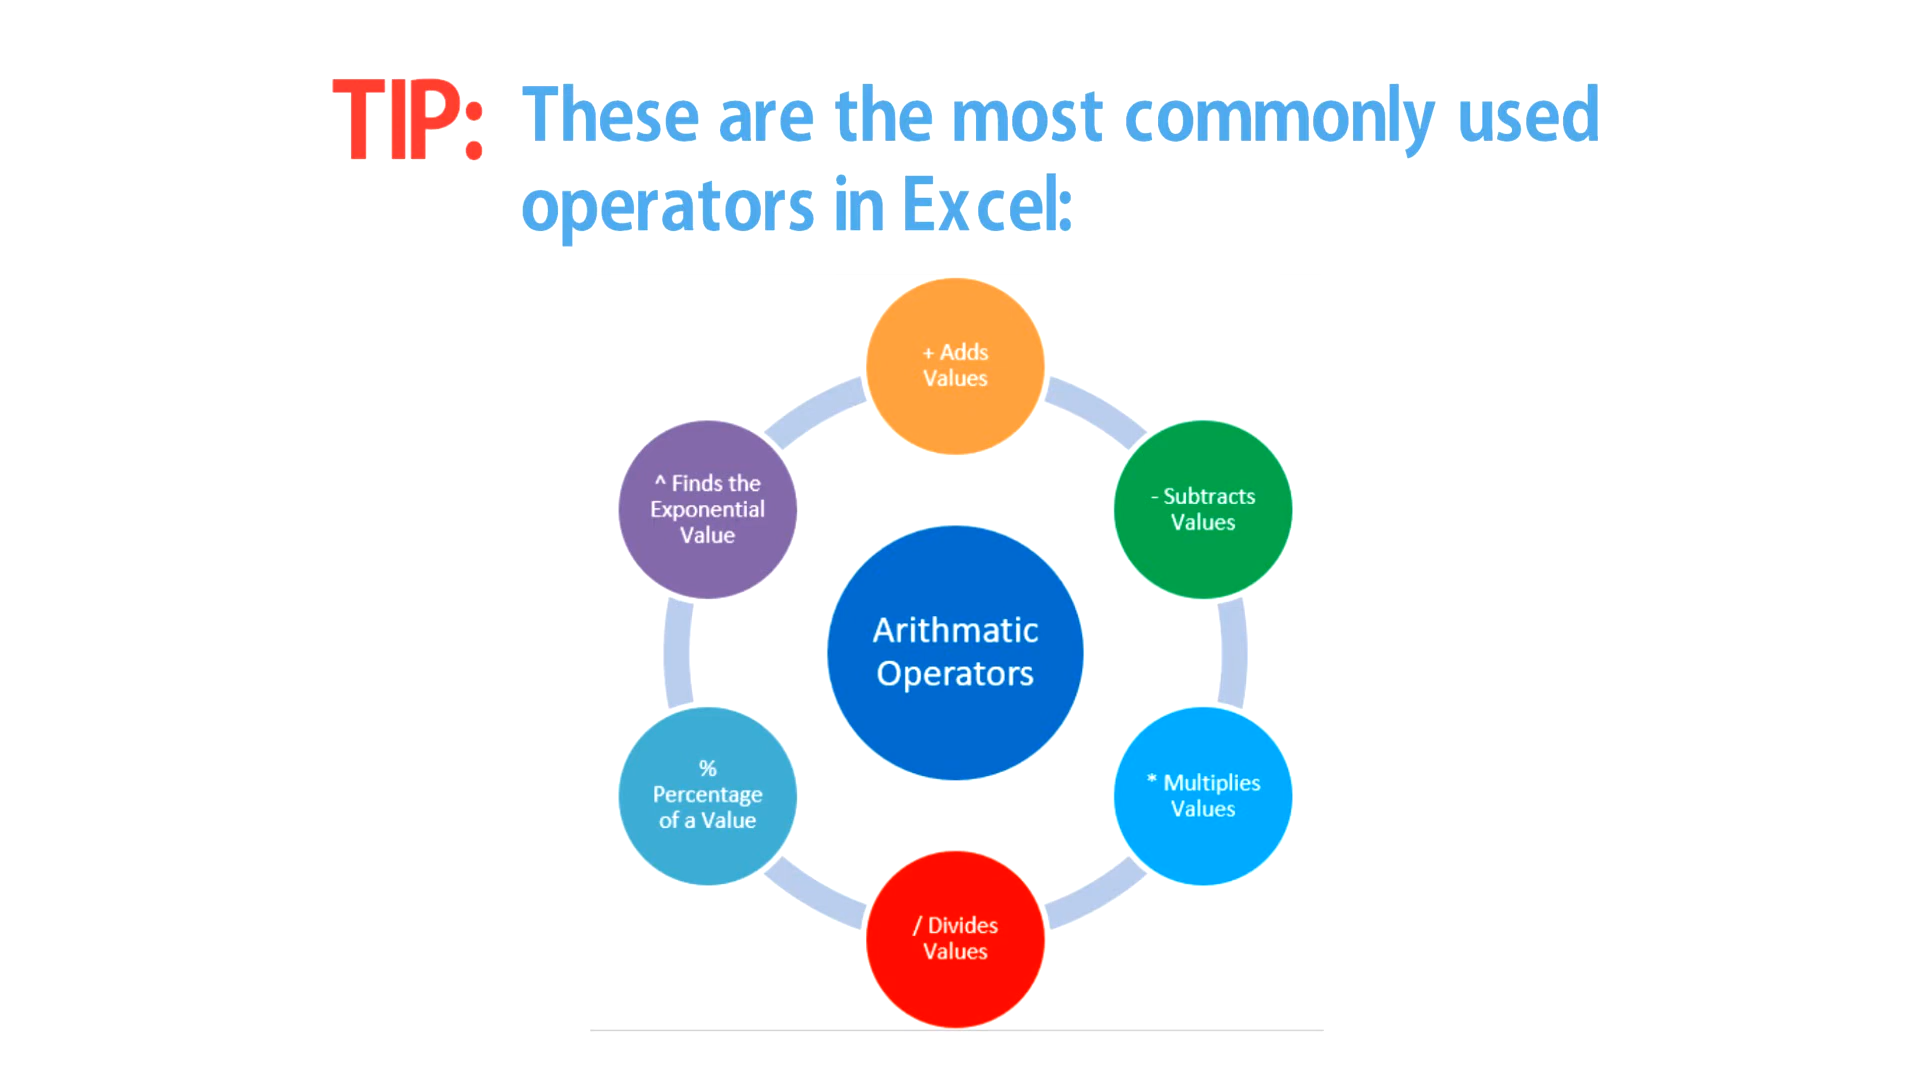 TIP: These are the most commonly used
operators in Excel:
+ Adds
Values
^ Finds the
Exponential
Value
- Subtracts
Values
Arithmatic
Operators
%
Percentage
of a Value
* Multiplies
Values
/ Divides
Values